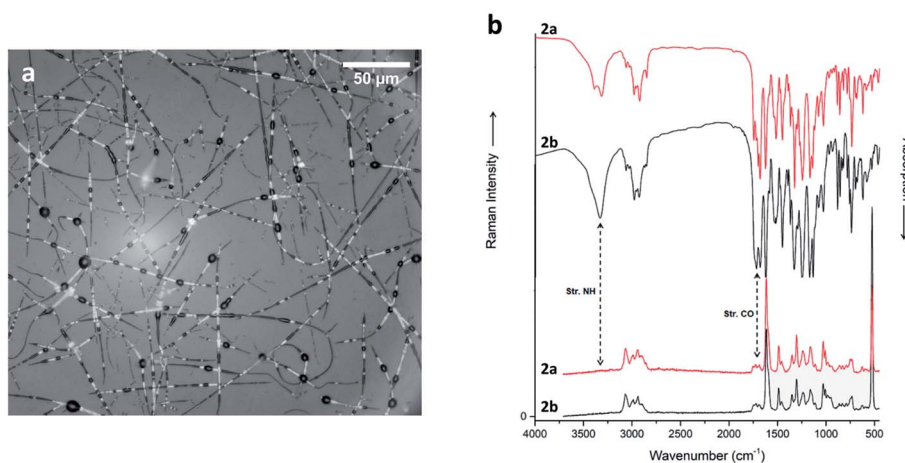 a
50 µm
b
2a
2b
Raman Intensity
Absorption
Str. NH
Str. CO
2a
2b
0
4000 3500 3000 2500 2000 1500 1000 500
Wavenumber (cm⁻¹)